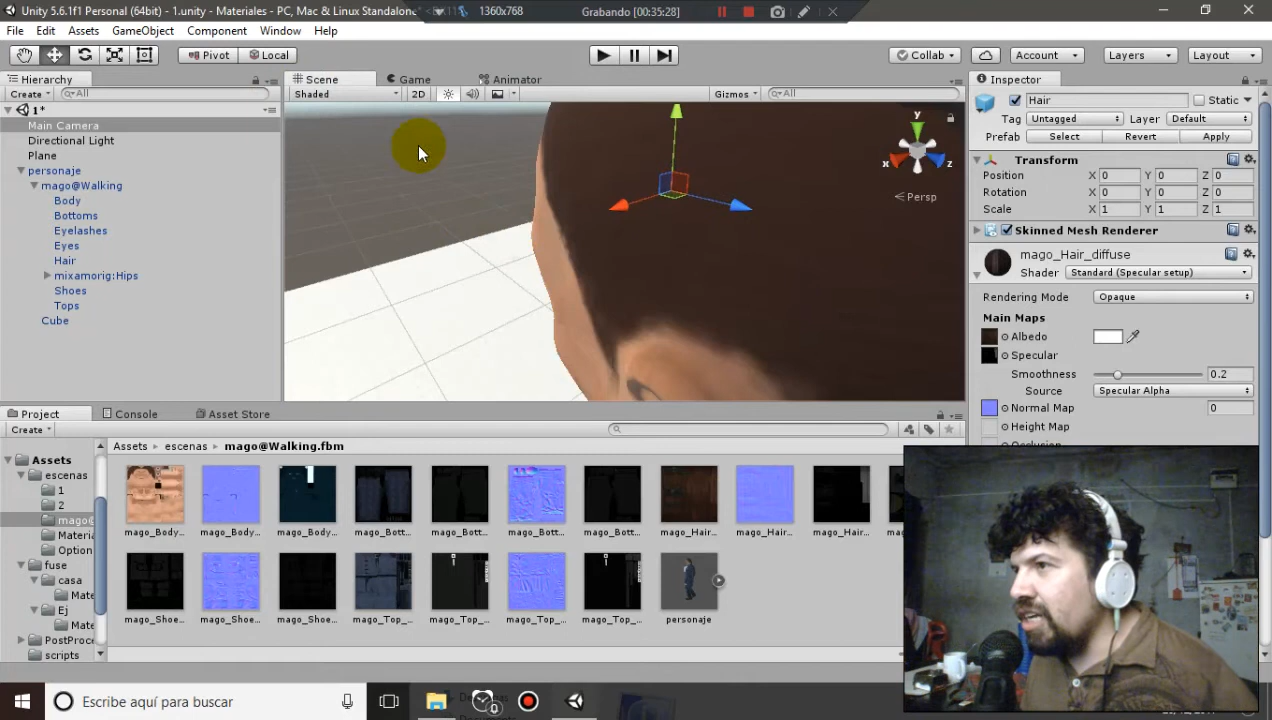 Unity 5.6.1f1 Personal (64bit) - 1.unity - Materiales - PC, Mac & Linux Standalone
1360x768
Grabando [00:35:28]
File Edit Assets GameObject Component Window Help
Pivot Local
Collab Account Layers Layout
Hierarchy
Create All
1*
Main Camera
Directional Light
Plane
personaje
mago@Walking
Body
Bottoms
Eyelashes
Eyes
Hair
mixamorig:Hips
Shoes
Tops
Cube
Scene Game Animator
Shaded 2D Gizmos All
y
x
z
Persp
Inspector
Hair Static
Tag Untagged Layer Default
Prefab Select Revert Apply
Transform
Position X 0 Y 0 Z 0
Rotation X 0 Y 0 Z 0
Scale X 1 Y 1 Z 1
Skinned Mesh Renderer
mago_Hair_diffuse
Shader Standard (Specular setup)
Rendering Mode Opaque
Main Maps
Albedo
Specular
Smoothness 0.2
Source Specular Alpha
Normal Map 0
Height Map
Project Console Asset Store
Create
Assets
escenas
1
2
mago@
Materia
Option
fuse
casa
Mate
Ej
Mate
PostProce
scripts
Assets escenas mago@Walking.fbm
mago_Body... mago_Body... mago_Body... mago_Bott... mago_Bott... mago_Bott... mago_Bott... mago_Hair... mago_Hair... mago_Hair...
mago_Shoe... mago_Shoe... mago_Shoe... mago_Top_... mago_Top_... mago_Top_... mago_Top_... personaje
Escribe aquí para buscar